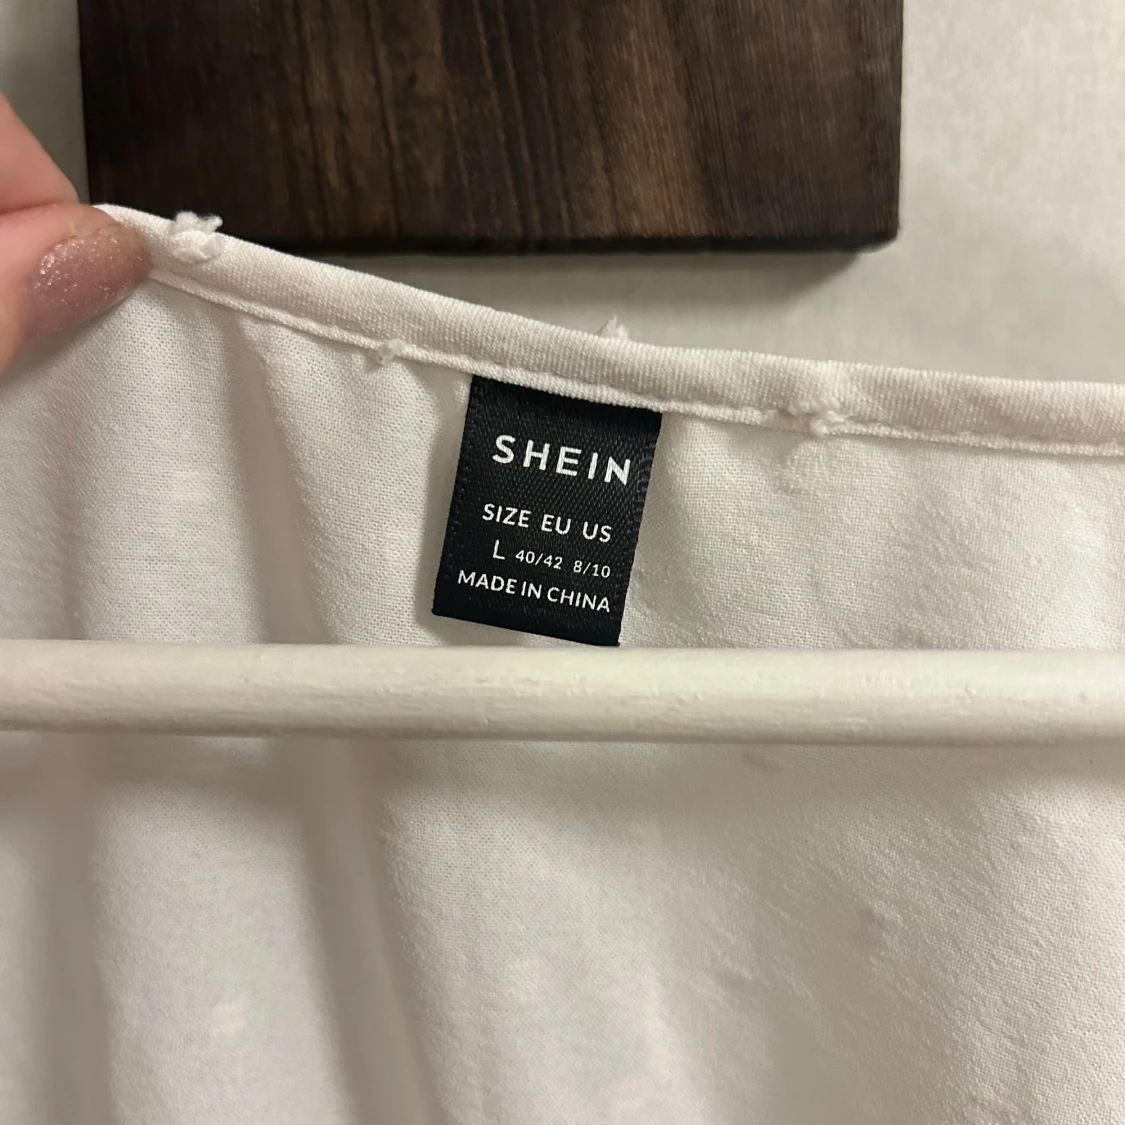 SHEIN
SIZE EU US
L 40/42 8/10
MADE IN CHINA